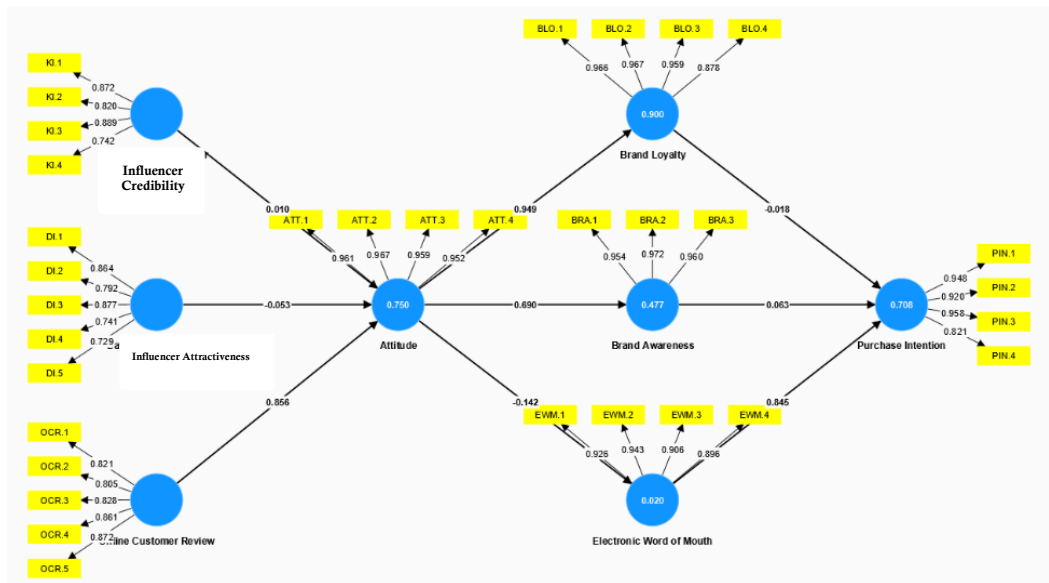 BLO.1 BLO.2 BLO.3 BLO.4
0.966 0.967 0.959 0.878
0.900
Brand Loyalty
KI.1
KI.2
KI.3
KI.4
0.872
0.820
0.889
0.742
Influencer
Credibility
0.010
0.949
-0.018
ATT.1 ATT.2 ATT.3 ATT.4
0.961 0.967 0.959 0.952
BRA.1 BRA.2 BRA.3
0.954 0.972 0.960
DI.1
DI.2
DI.3
DI.4
DI.5
0.864
0.792
0.877
0.741
0.729
Influencer Attractiveness
-0.053
0.750
Attitude
0.690
0.477
Brand Awareness
0.063
0.708
Purchase Intention
PIN.1
PIN.2
PIN.3
PIN.4
0.948
0.920
0.958
0.821
0.856
-0.142
0.845
EWM.1 EWM.2 EWM.3 EWM.4
0.926 0.943 0.906 0.896
0.020
Electronic Word of Mouth
OCR.1
OCR.2
OCR.3
OCR.4
OCR.5
0.821
0.805
0.828
0.861
0.872
Customer Review